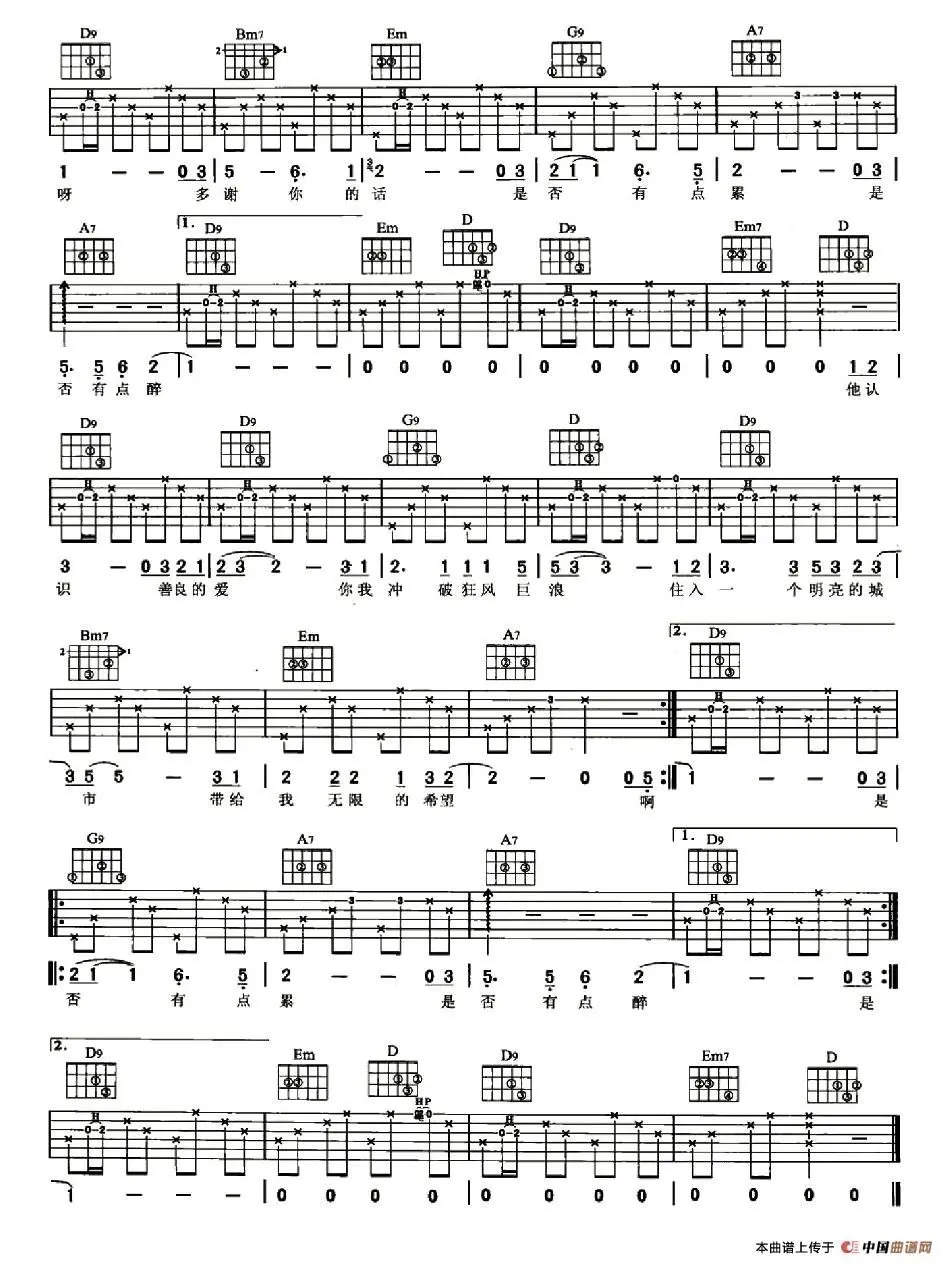 D9 Bm7 Em G9 A7
1 — — 0 3 5 — 6. 1 2 — — 0 3 2 1 1 6. 5 2 — — 0 3
呀 多 谢 你 的 话 是 否 有 点 累 是
A7 1. D9 Em D D9 Em7 D
5. 5 6 2 1 — — — 0 0 0 0 0 0 0 0 0 0 0 1 2
否 有 点 醉 他认
D9 D9 G9 D D9
3 — 0 3 2 1 2 3 2 — 3 1 2. 1 1 1 5 5 3 3 — 1 2 3. 3 5 3 2 3
识 善良的 爱 你我 冲 破 狂风 巨 浪 住入 一 个明亮的城
Bm7 Em A7 2. D9
3 5 5 — 3 1 2 2 2 1 3 2 2 — 0 0 5 1 — — 0 3
市 带给 我 无限 的 希望 啊 是
G9 A7 A7 1. D9
2 1 1 6. 5 2 — — 0 3 5. 5 6 2 1 — — 0 3
否 有 点 累 是 否 有 点 醉 是
2. D9 Em D D9 Em7 D
1 — — — 0 0 0 0 0 0 0 0 0 0 0 0
本曲谱上传于 中国曲谱网